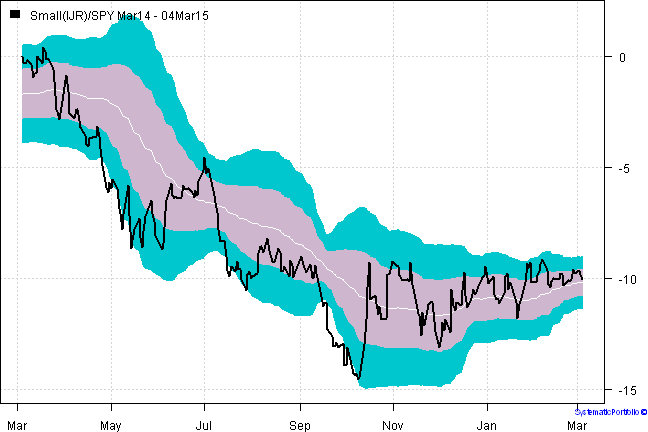 Small(IJR)/SPY Mar14 - 04Mar15
0
-5
-10
-15
Mar May Jul Sep Nov Jan Mar
SystematicPortfolio ©